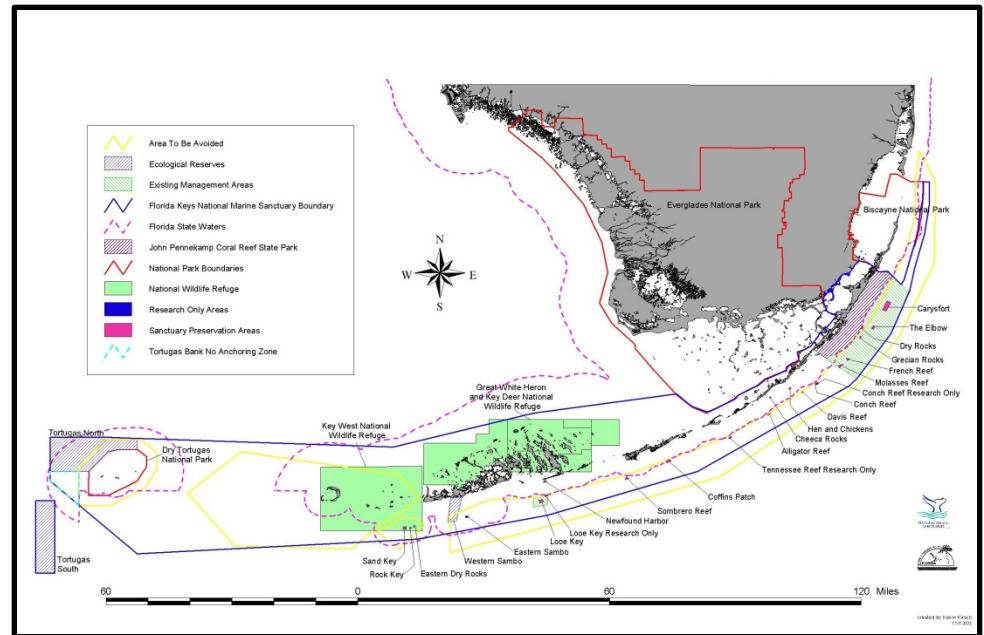 Area To Be Avoided
Ecological Reserves
Existing Management Areas
Florida Keys National Marine Sanctuary Boundary
Florida State Waters
John Pennekamp Coral Reef State Park
National Park Boundaries
National Wildlife Refuge
Research Only Areas
Sanctuary Preservation Areas
Tortugas Bank No Anchoring Zone
N
W
E
S
Everglades National Park
Biscayne National Park
Carysfort
The Elbow
Dry Rocks
Grecian Rocks
French Reef
Molasses Reef
Conch Reef Research Only
Conch Reef
Davis Reef
Hen and Chickens
Checca Rocks
Alligator Reef
Tennessee Reef Research Only
Coffins Patch
Sombrero Reef
Newfound Harbor
Looe Key Research Only
Looe Key
Eastern Sambo
Western Sambo
Eastern Dry Rocks
Rock Key
Sand Key
Great White Heron
and Key Deer National
Wildlife Refuge
Key West National
Wildlife Refuge
Tortugas North
Dry Tortugas
National Park
Tortugas
South
60
0
60
120
Miles